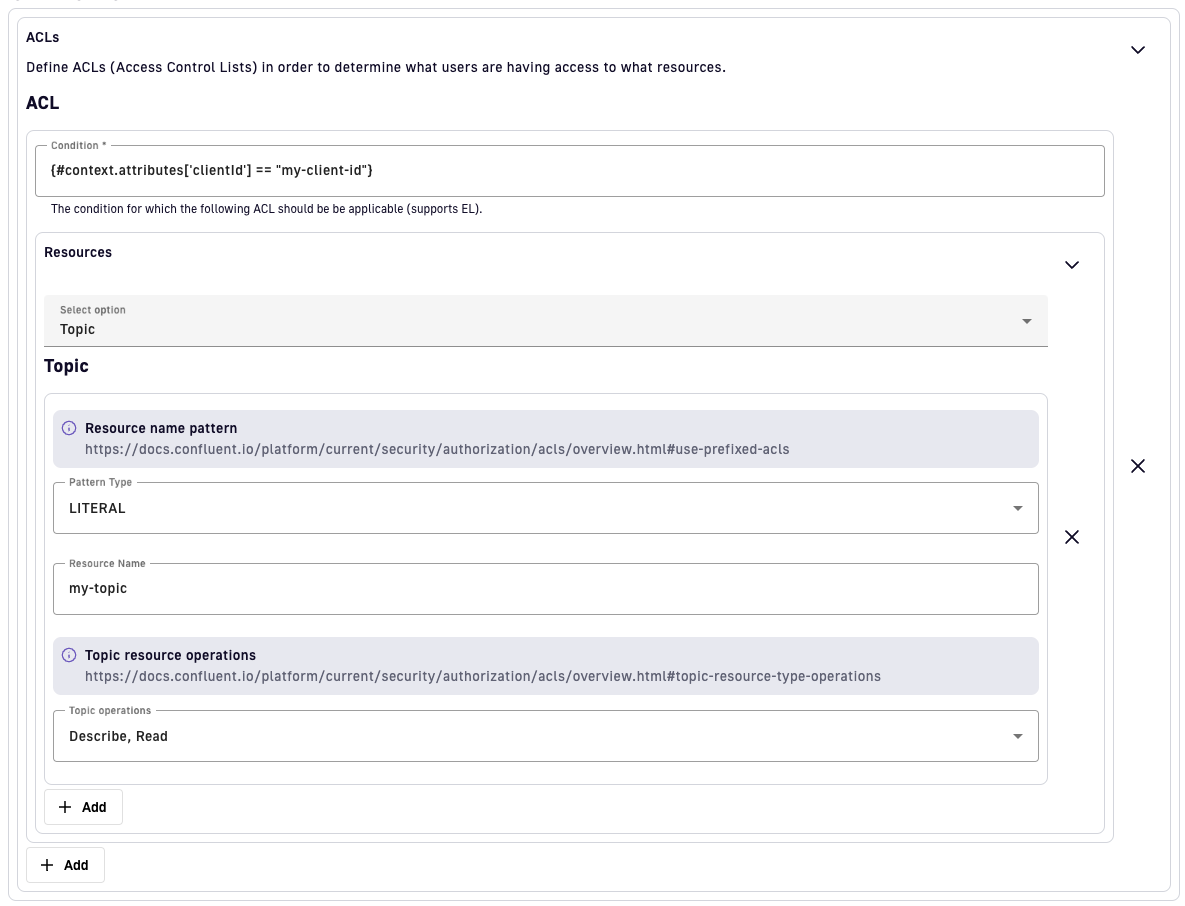 ACLs
Define ACLs (Access Control Lists) in order to determine what users are having access to what resources.
ACL
Condition *
{#context.attributes['clientId'] == "my-client-id"}
The condition for which the following ACL should be be applicable (supports EL).
Resources
Select option
Topic
Topic
Resource name pattern
https://docs.confluent.io/platform/current/security/authorization/acls/overview.html#use-prefixed-acls
Pattern Type
LITERAL
Resource Name
my-topic
Topic resource operations
https://docs.confluent.io/platform/current/security/authorization/acls/overview.html#topic-resource-type-operations
Topic operations
Describe, Read
Add
Add